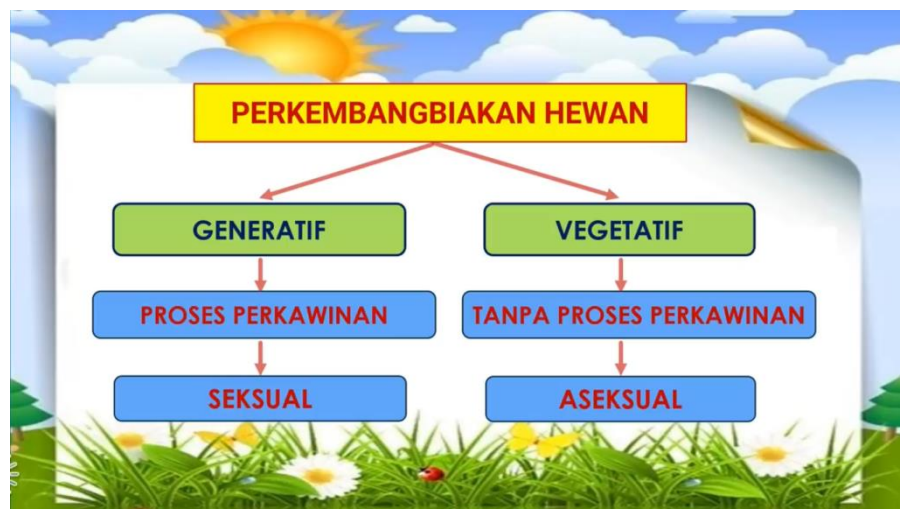 PERKEMBANGBIAKAN HEWAN
GENERATIF
VEGETATIF
PROSES PERKAWINAN
TANPA PROSES PERKAWINAN
SEKSUAL
ASEKSUAL